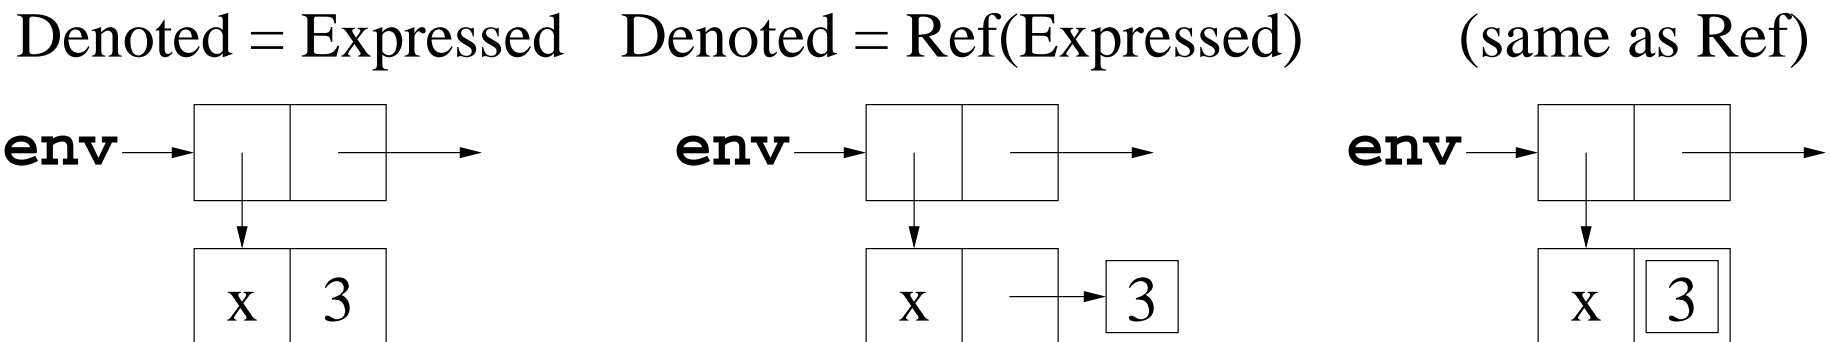 Denoted = Expressed Denoted = Ref(Expressed) (same as Ref)
env env env
x 3 x 3 x 3